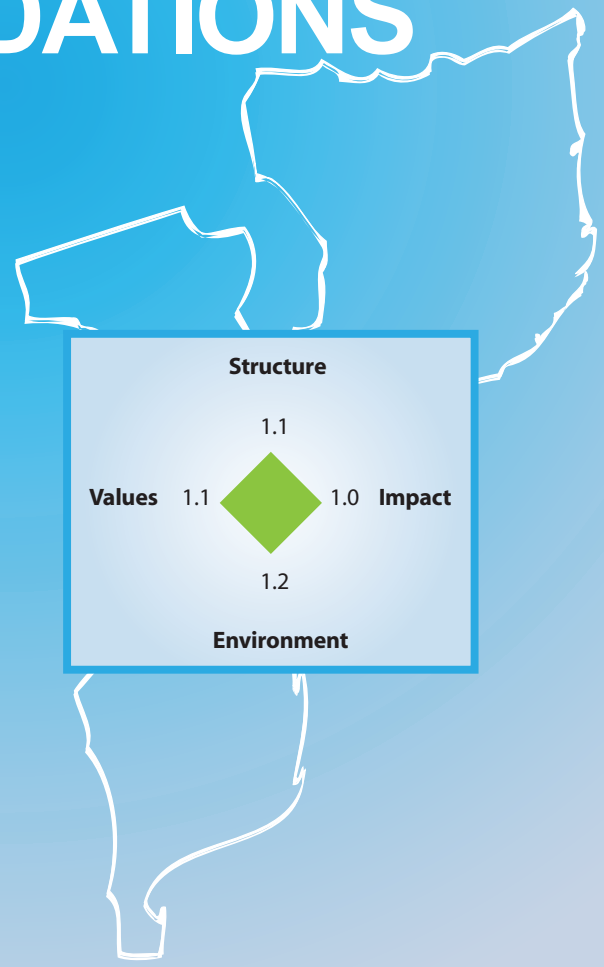 DATIONS
Structure
1.1
Values 1.1 1.0 Impact
1.2
Environment